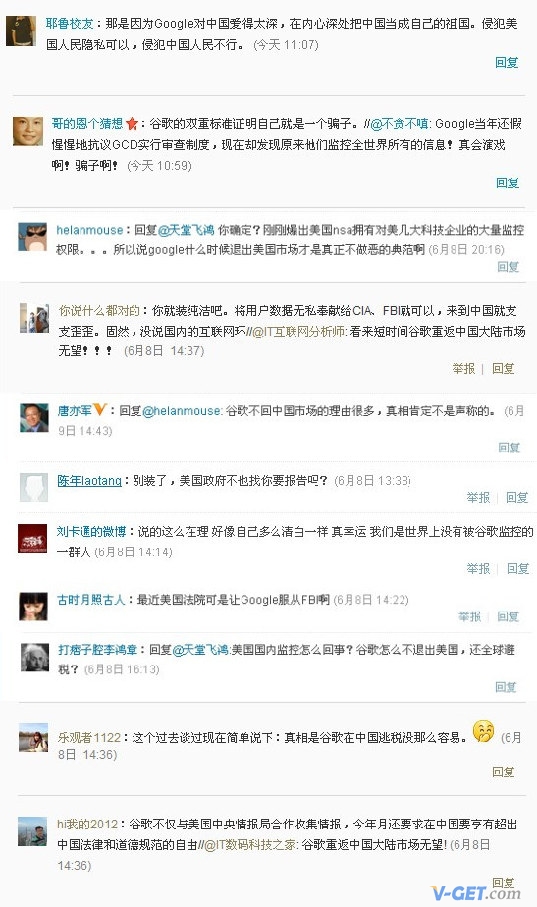 耶鲁校友：那是因为Google对中国爱得太深，在内心深处把中国当成自己的祖国。侵犯美
国人民隐私可以，侵犯中国人民不行。 (今天 11:07)
回复
哥的恩个猜想：谷歌的双重标准证明自己就是一个骗子。//@不贪不嗔: Google当年还假
惺惺地抗议GCD实行审查制度，现在却发现原来他们监控全世界所有的信息！真会演戏
啊！骗子啊！ (今天 10:59)
回复
helanmouse：回复@天堂飞鸿 你确定？刚刚爆出美国nsa拥有对美几大科技企业的大量监控
权限。。。所以说google什么时候退出美国市场才是真正不做恶的典范啊 (6月8日 20:16)
回复
你说什么都对的：你就装纯洁吧。将用户数据无私奉献给CIA、FBI就可以，来到中国就支
支歪歪。固然，没说国内的互联网环//@IT互联网分析师: 看来短时间谷歌重返中国大陆市场
无望！！！ (6月8日 14:37)
举报 | 回复
唐亦军：回复@helanmouse: 谷歌不回中国市场的理由很多，真相肯定不是声称的。 (6月
9日 14:43)
回复
陈年laotang：别装了，美国政府不也找你要报告吗？ (6月8日 13:33)
举报 | 回复
刘卡通的微博：说的这么在理 好像自己多么清白一样 真幸运 我们是世界上没有被谷歌监控的
一群人 (6月8日 14:14)
举报 | 回复
古时月照古人：最近美国法院可是让Google服从FBI啊 (6月8日 14:22)
举报 | 回复
打痞子腔李鸿章：回复@天堂飞鸿:美国国内监控怎么回事？谷歌怎么不退出美国，还全球避
税？ (6月8日 16:13)
回复
乐观者1122：这个过去谈过现在简单说下：真相是谷歌在中国逃税没那么容易。 (6月
8日 14:36)
回复
hi我的2012：谷歌不仅与美国中央情报局合作收集情报，今年月还要求在中国要享有超出
中国法律和道德规范的自由//@IT数码科技之家: 谷歌重返中国大陆市场无望! (6月8日
14:36)
回复
V-GET.com